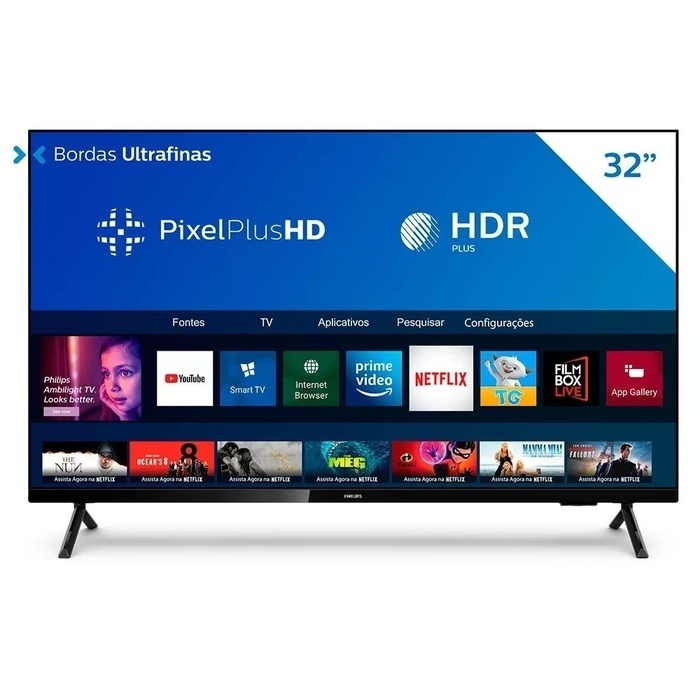 Bordas Ultrafinas
32”
PixelPlusHD
HDR
PLUS
Fontes TV Aplicativos Pesquisar Configurações
Philips
Ambilight TV.
Looks better.
See now
YouTube
Smart TV
Internet
Browser
prime
video
NETFLIX
TG
FILM
BOX
LIVE
App Gallery
THE
NUN
OCEAN'S 8
THE MEG
MAMMA MIA!
FALLOUT
Assista Agora na NETFLIX Assista Agora na NETFLIX Assista Agora na NETFLIX Assista Agora na NETFLIX Assista Agora na NETFLIX Assista Agora na NETFLIX Assista Agora na NETFLIX
PHILIPS